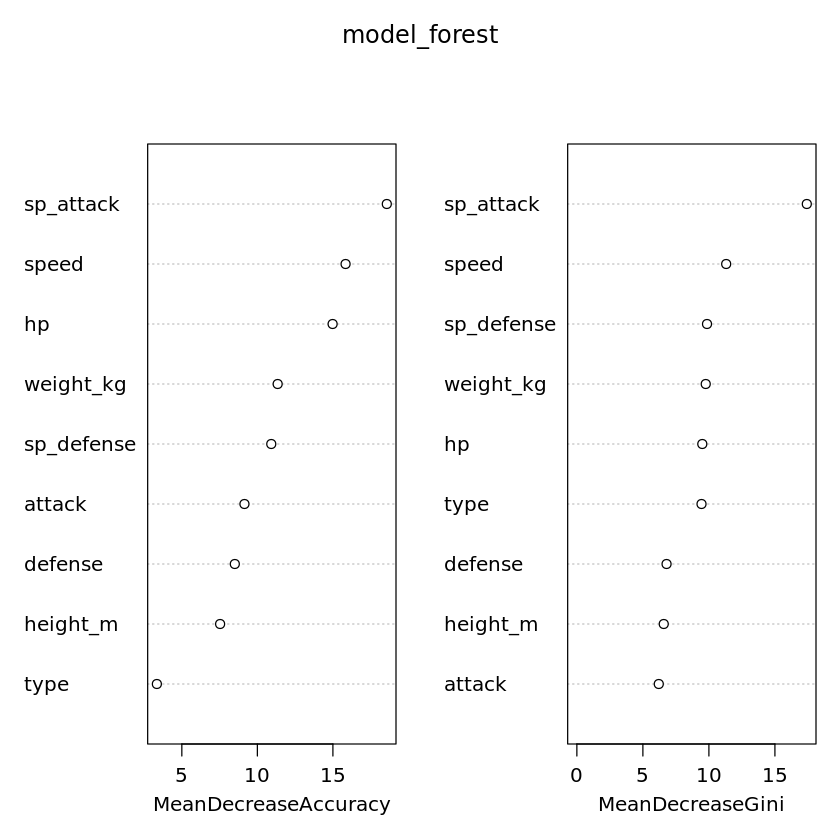 model_forest
sp_attack
speed
hp
weight_kg
sp_defense
attack
defense
height_m
type
5 10 15
MeanDecreaseAccuracy
sp_attack
speed
sp_defense
weight_kg
hp
type
defense
height_m
attack
0 5 10 15
MeanDecreaseGini